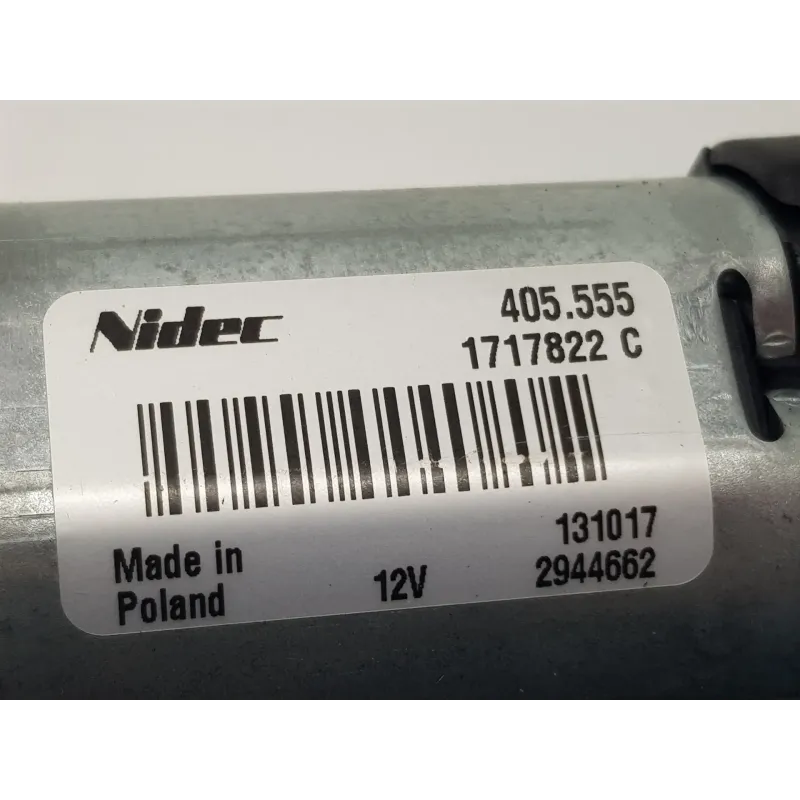 Nidec
405.555
1717822 C
131017
Made in
Poland
12V
2944662